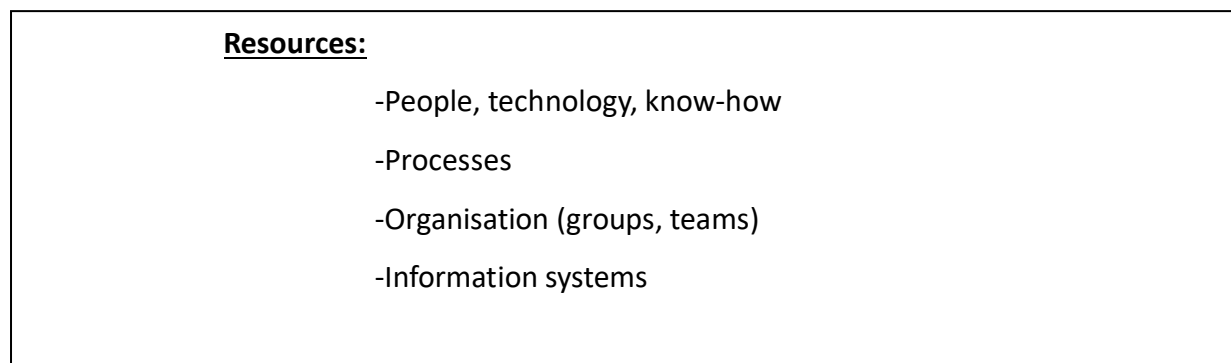 Resources:
-People, technology, know-how
-Processes
-Organisation (groups, teams)
-Information systems